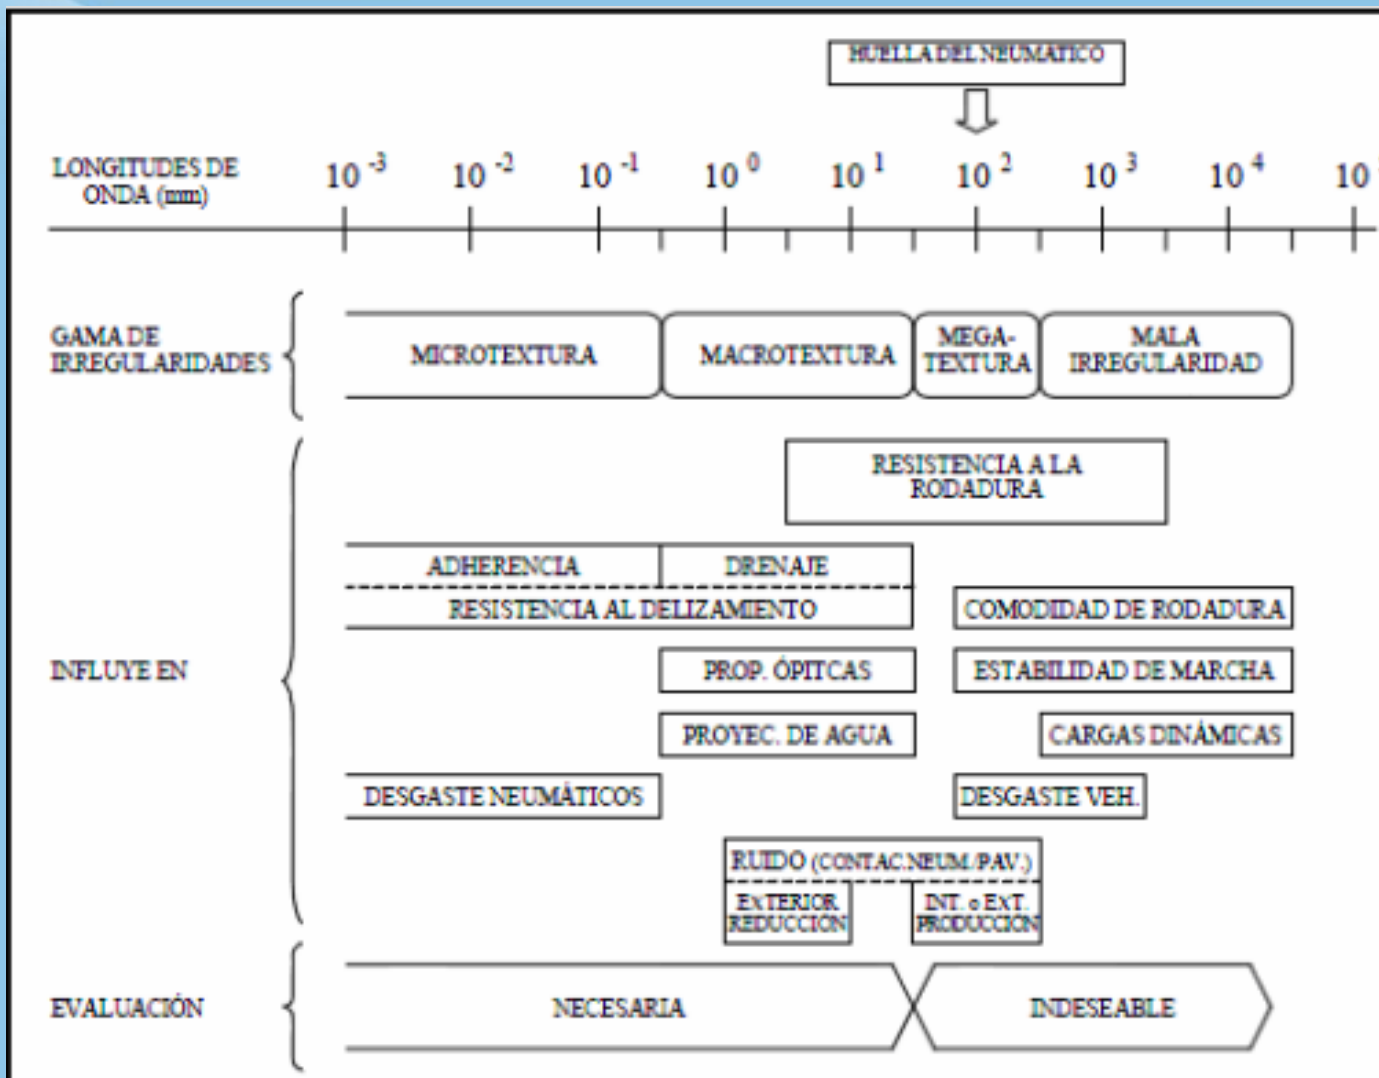 HUELLA DEL NEUMÁTICO
LONGITUDES DE
ONDA (mm)
10 -3 10 -2 10 -1 10 0 10 1 10 2 10 3 10 4 10
GAMA DE
IRREGULARIDADES
MICROTEXTURA
MACROTEXTURA
MEGA-
TEXTURA
MALA
IRREGULARIDAD
RESISTENCIA A LA
RODADURA
ADHERENCIA
DRENAJE
RESISTENCIA AL DELIZAMIENTO
COMODIDAD DE RODADURA
INFLUYE EN
PROP. ÓPITCAS
ESTABILIDAD DE MARCHA
PROYEC. DE AGUA
CARGAS DINÁMICAS
DESGASTE NEUMÁTICOS
DESGASTE VEH.
RUIDO (CONTAC.NEUM./PAV.)
EXTERIOR
REDUCCIÓN
INT. o EXT.
PRODUCCIÓN
EVALUACIÓN
NECESARIA
INDESEABLE